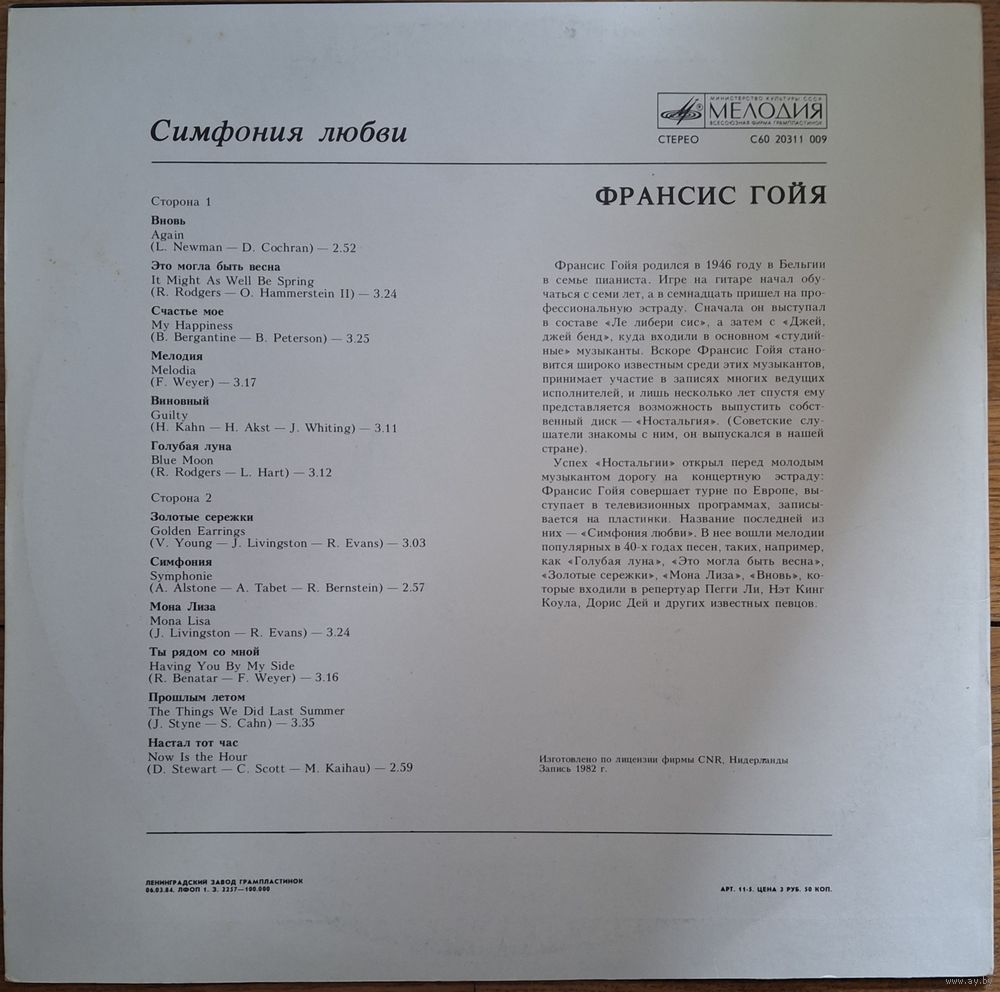 Симфония любви
МИНИСТЕРСТВО КУЛЬТУРЫ СССР
МЕЛОДИЯ
ВСЕСОЮЗНАЯ ФИРМА ГРАМПЛАСТИНОК
СТЕРЕО С60 20311 009
ФРАНСИС ГОЙЯ
Сторона 1
Вновь
Again
(L. Newman — D. Cochran) — 2.52
Это могла быть весна
It Might As Well Be Spring
(R. Rodgers — O. Hammerstein II) — 3.24
Счастье мое
My Happiness
(B. Bergantine — B. Peterson) — 3.25
Мелодия
Melodia
(F. Weyer) — 3.17
Виновный
Guilty
(H. Kahn — H. Akst — J. Whiting) — 3.11
Голубая луна
Blue Moon
(R. Rodgers — L. Hart) — 3.12
Сторона 2
Золотые сережки
Golden Earrings
(V. Young — J. Livingston — R. Evans) — 3.03
Симфония
Symphonie
(A. Alstone — A. Tabet — R. Bernstein) — 2.57
Мона Лиза
Mona Lisa
(J. Livingston — R. Evans) — 3.24
Ты рядом со мной
Having You By My Side
(R. Benatar — F. Weyer) — 3.16
Прошлым летом
The Things We Did Last Summer
(J. Styne — S. Cahn) — 3.35
Настал тот час
Now Is the Hour
(D. Stewart — C. Scott — M. Kaihau) — 2.59
Франсис Гойя родился в 1946 году в Бельгии
в семье пианиста. Игре на гитаре начал обу-
чаться с семи лет, а в семнадцать пришел на про-
фессиональную эстраду. Сначала он выступал
в составе «Ле либери сис», а затем с «Джей,
джей бенд», куда входили в основном «студий-
ные» музыканты. Вскоре Франсис Гойя стано-
вится широко известным среди этих музыкантов,
принимает участие в записях многих ведущих
исполнителей, и лишь несколько лет спустя ему
представляется возможность выпустить собст-
венный диск — «Ностальгия». (Советские слу-
шатели знакомы с ним, он выпускался в нашей
стране).
Успех «Ностальгии» открыл перед молодым
музыкантом дорогу на концертную эстраду:
Франсис Гойя совершает турне по Европе, вы-
ступает в телевизионных программах, записы-
вается на пластинки. Название последней из
них — «Симфония любви». В нее вошли мелодии
популярных в 40-х годах песен, таких, например,
как «Голубая луна», «Это могла быть весна»,
«Золотые сережки», «Мона Лиза», «Вновь», ко-
торые входили в репертуар Пегги Ли, Нэт Кинг
Коула, Дорис Дей и других известных певцов.
Изготовлено по лицензии фирмы CNR, Нидерланды
Запись 1982 г.
ЛЕНИНГРАДСКИЙ ЗАВОД ГРАМПЛАСТИНОК
06.03.84. ЛФОП 1. З. 2257—100.000
АРТ. 11-5. ЦЕНА 3 РУБ. 50 КОП.
www.ay.by